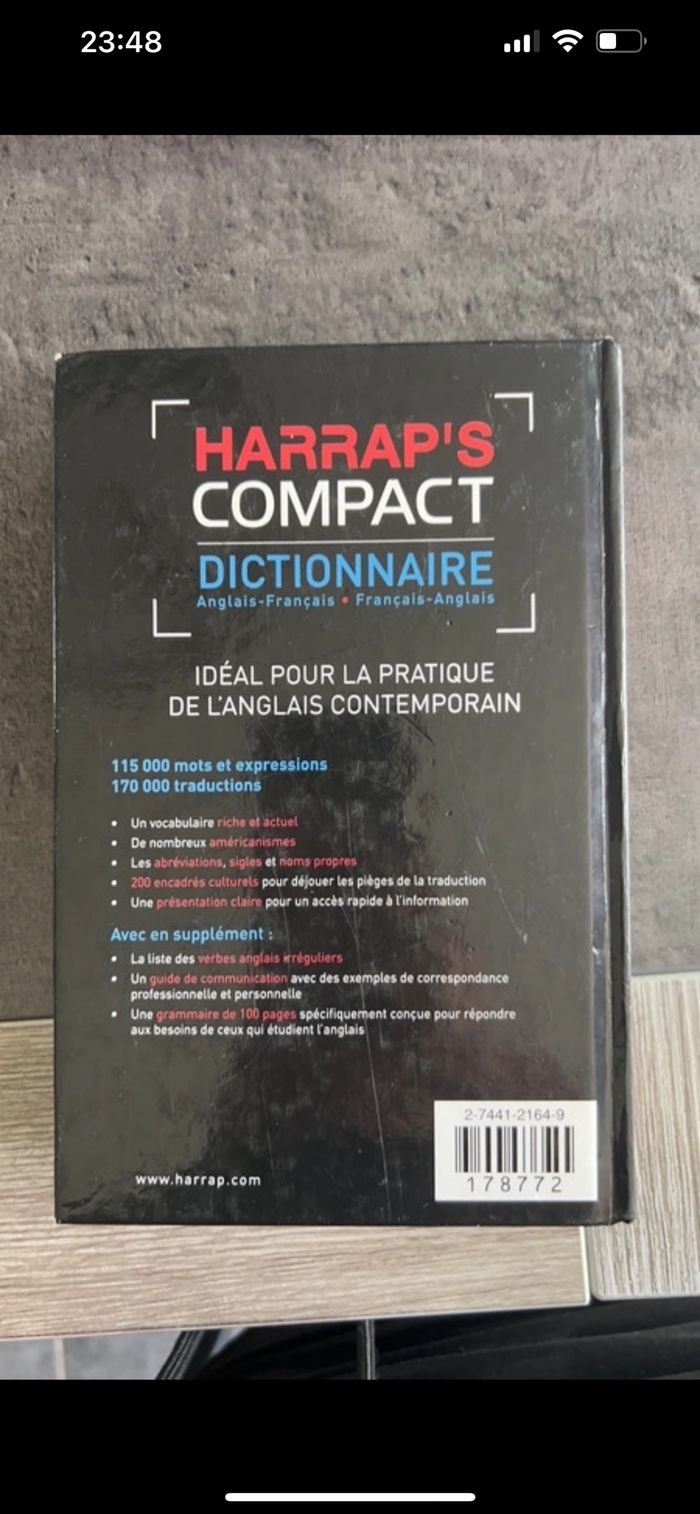 23:48
HARRAP'S
COMPACT
DICTIONNAIRE
Anglais-Français • Français-Anglais
IDÉAL POUR LA PRATIQUE
DE L'ANGLAIS CONTEMPORAIN
115 000 mots et expressions
170 000 traductions
• Un vocabulaire riche et actuel
• De nombreux américanismes
• Les abréviations, sigles et noms propres
• 200 encadrés culturels pour déjouer les pièges de la traduction
• Une présentation claire pour un accès rapide à l'information
Avec en supplément :
• La liste des verbes anglais irréguliers
• Un guide de communication avec des exemples de correspondance
professionnelle et personnelle
• Une grammaire de 100 pages spécifiquement conçue pour répondre
aux besoins de ceux qui étudient l'anglais
2-7441-2164-9
178772
www.harrap.com